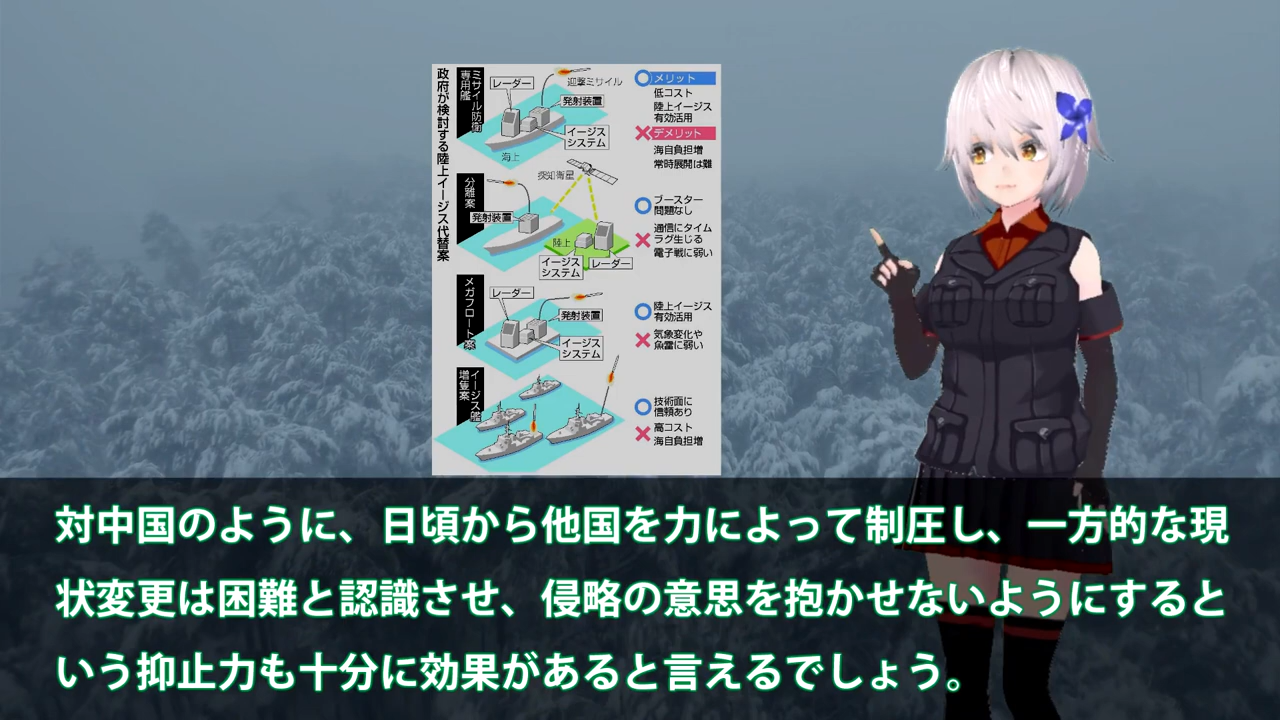 政府が検討する陸上イージス代替案
ミサイル防衛
専用艦
レーダー
迎撃ミサイル
発射装置
イージス
システム
海上
メリット
低コスト
陸上イージス
有効活用
デメリット
海自負担増
常時展開は難
分離案
探知衛星
発射装置
陸上
イージス
システム
レーダー
ブースター
問題なし
通信にタイム
ラグ生じる
電子戦に弱い
メガフロート案
レーダー
発射装置
イージス
システム
陸上イージス
有効活用
気象変化や
魚雷に弱い
イージス艦
増隻案
技術面に
信頼あり
高コスト
海自負担増
対中国のように、日頃から他国を力によって制圧し、一方的な現
状変更は困難と認識させ、侵略の意思を抱かせないようにすると
いう抑止力も十分に効果があると言えるでしょう。